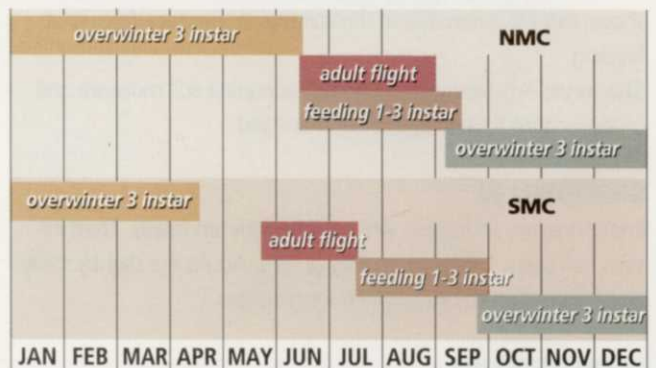 overwinter 3 instar NMC
adult flight
feeding 1-3 instar
overwinter 3 instar
overwinter 3 instar SMC
adult flight
feeding 1-3 instar
overwinter 3 instar
JAN FEB MAR APR MAY JUN JUL AUG SEP OCT NOV DEC